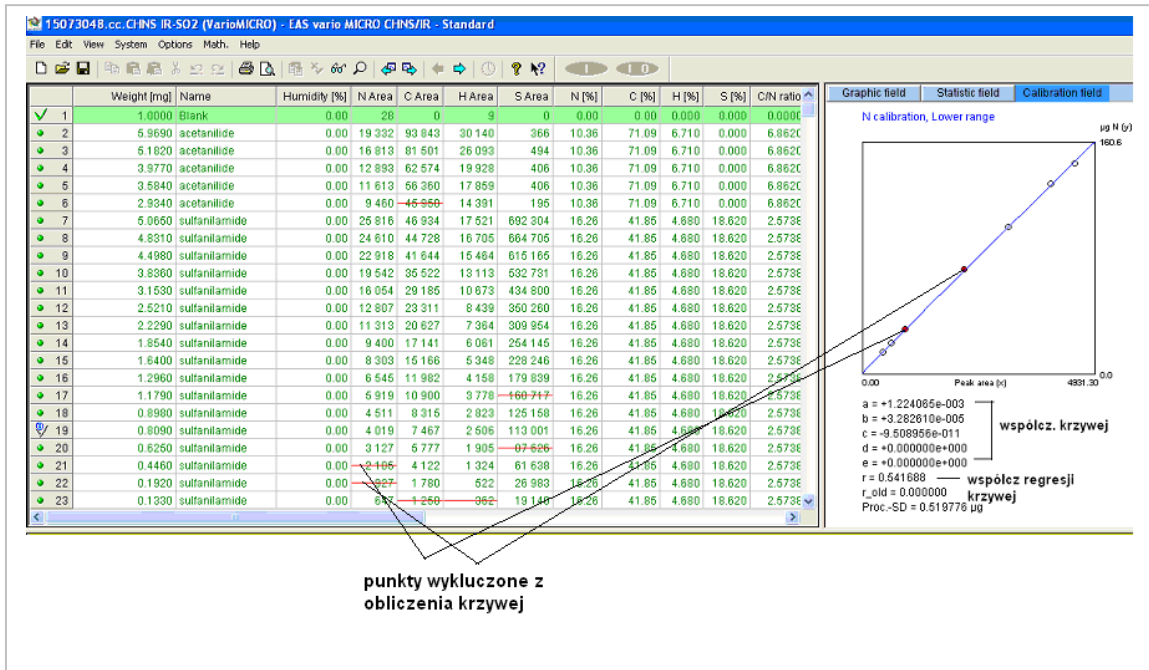 15073048.cc.CHNS IR-SO2 (VarioMICRO) - EAS vario MICRO CHNS/IR - Standard
File Edit View System Options Math. Help
Weight [mg] Name Humidity [%] N Area C Area H Area S Area N [%] C [%] H [%] S [%] C/N ratio
1 1.0000 Blank 0.00 28 0 9 0 0.00 0.00 0.000 0.000 0.0000
2 5.9690 acetanilide 0.00 19 332 93 843 30 140 366 10.36 71.09 6.710 0.000 6.8620
3 5.1820 acetanilide 0.00 16 813 81 501 26 093 494 10.36 71.09 6.710 0.000 6.8620
4 3.9770 acetanilide 0.00 12 893 62 574 19 928 406 10.36 71.09 6.710 0.000 6.8620
5 3.5840 acetanilide 0.00 11 613 56 360 17 859 406 10.36 71.09 6.710 0.000 6.8620
6 2.9340 acetanilide 0.00 9 460 45 950 14 391 195 10.36 71.09 6.710 0.000 6.8620
7 5.0650 sulfanilamide 0.00 25 816 46 934 17 521 692 304 16.26 41.85 4.680 18.620 2.5738
8 4.8310 sulfanilamide 0.00 24 610 44 728 16 705 664 705 16.26 41.85 4.680 18.620 2.5738
9 4.4980 sulfanilamide 0.00 22 918 41 644 15 464 615 165 16.26 41.85 4.680 18.620 2.5738
10 3.8360 sulfanilamide 0.00 19 542 35 522 13 113 532 731 16.26 41.85 4.680 18.620 2.5738
11 3.1530 sulfanilamide 0.00 16 054 29 185 10 673 434 800 16.26 41.85 4.680 18.620 2.5738
12 2.5210 sulfanilamide 0.00 12 807 23 311 8 439 350 260 16.26 41.85 4.680 18.620 2.5738
13 2.2290 sulfanilamide 0.00 11 313 20 627 7 364 309 954 16.26 41.85 4.680 18.620 2.5738
14 1.8540 sulfanilamide 0.00 9 400 17 141 6 061 254 145 16.26 41.85 4.680 18.620 2.5738
15 1.6400 sulfanilamide 0.00 8 303 15 166 5 348 228 246 16.26 41.85 4.680 18.620 2.5738
16 1.2960 sulfanilamide 0.00 6 545 11 982 4 158 179 839 16.26 41.85 4.680 18.620 2.5738
17 1.1790 sulfanilamide 0.00 5 919 10 900 3 778 160 717 16.26 41.85 4.680 18.620 2.5738
18 0.8980 sulfanilamide 0.00 4 511 8 315 2 823 125 158 16.26 41.85 4.680 18.620 2.5738
19 0.8090 sulfanilamide 0.00 4 019 7 467 2 506 113 001 16.26 41.85 4.680 18.620 2.5738
20 0.6250 sulfanilamide 0.00 3 127 5 777 1 905 16.26 41.85 4.680 18.620 2.5738
21 0.4460 sulfanilamide 0.00 4 122 1 324 61 638 16.26 41.85 4.680 18.620 2.5738
22 0.1920 sulfanilamide 0.00 1 780 522 26 983 16.26 41.85 4.680 18.620 2.5738
23 0.1330 sulfanilamide 0.00 647 1 250 362 19 140 16.26 41.85 4.680 18.620 2.5738
Graphic field Statistic field Calibration field
N calibration, Lower range
µg N (y)
160.6
0.0
0.00 Peak area (x) 4931.30
a = +1.224065e-003
b = +3.282610e-005
c = -9.508956e-011
d = +0.000000e+000
e = +0.000000e+000
współcz. krzywej
r = 0.541688
r_old = 0.000000
Proc.-SD = 0.519776 µg
współcz regresji
krzywej
punkty wykluczone z
obliczenia krzywej